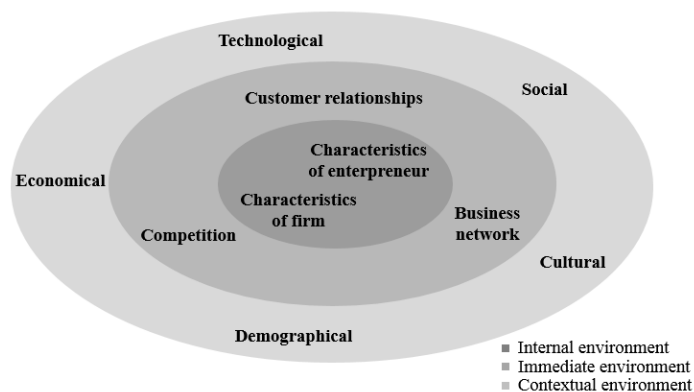 Technological
Social
Customer relationships
Characteristics
of enterpreneur
Economical
Characteristics
of firm
Business
network
Competition
Cultural
Demographical
Internal environment
Immediate environment
Contextual environment